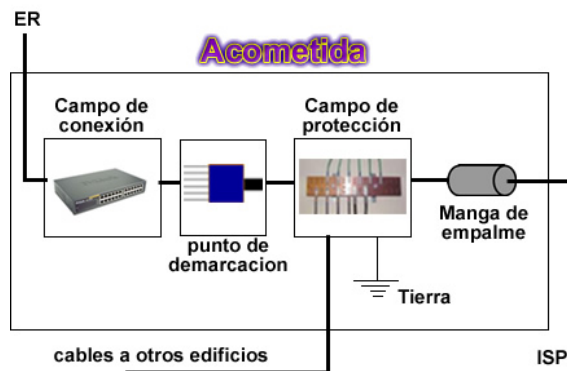 ER
Acometida
Campo de
conexión
Campo de
protección
punto de
demarcacion
Manga de
empalme
Tierra
cables a otros edificios
ISP